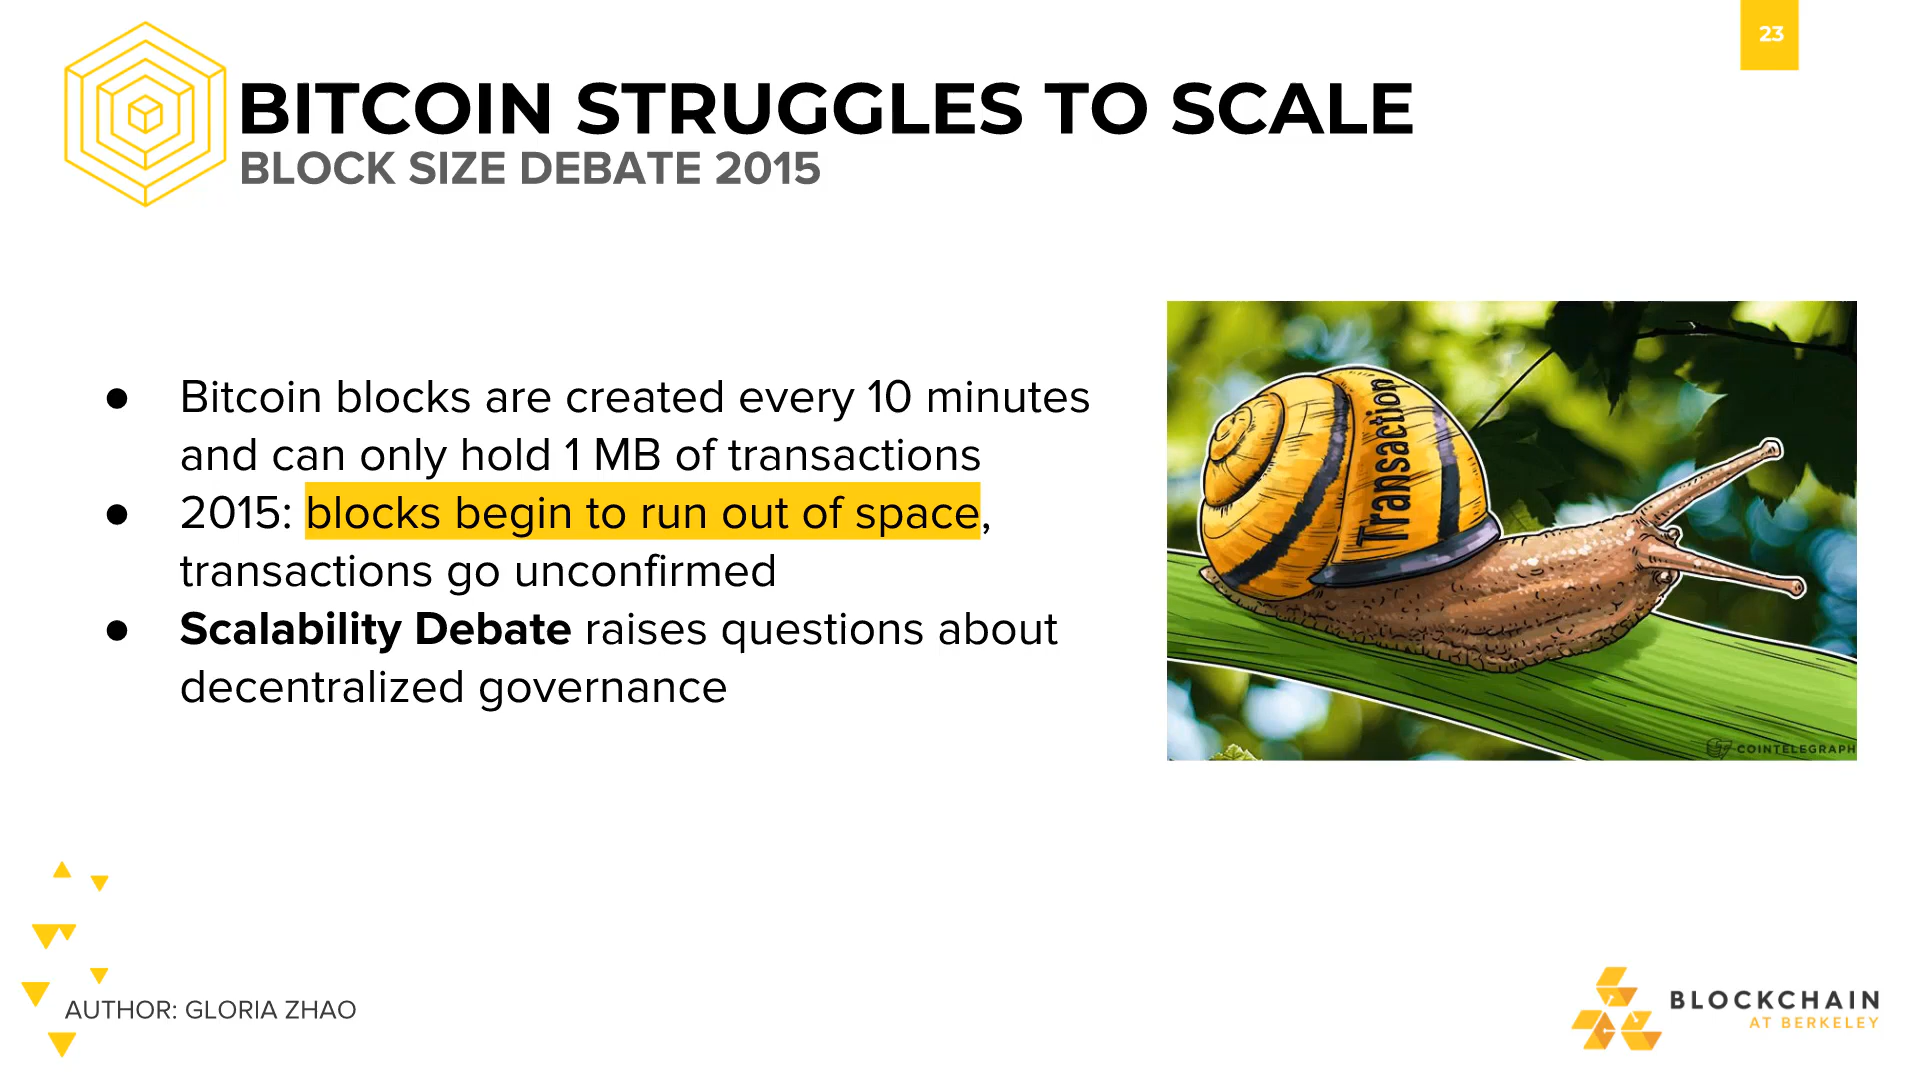 23
BITCOIN STRUGGLES TO SCALE
BLOCK SIZE DEBATE 2015
● Bitcoin blocks are created every 10 minutes
and can only hold 1 MB of transactions
● 2015: blocks begin to run out of space,
transactions go unconfirmed
● Scalability Debate raises questions about
decentralized governance
Transaction
COINTELEGRAPH
AUTHOR: GLORIA ZHAO
BLOCKCHAIN
AT BERKELEY